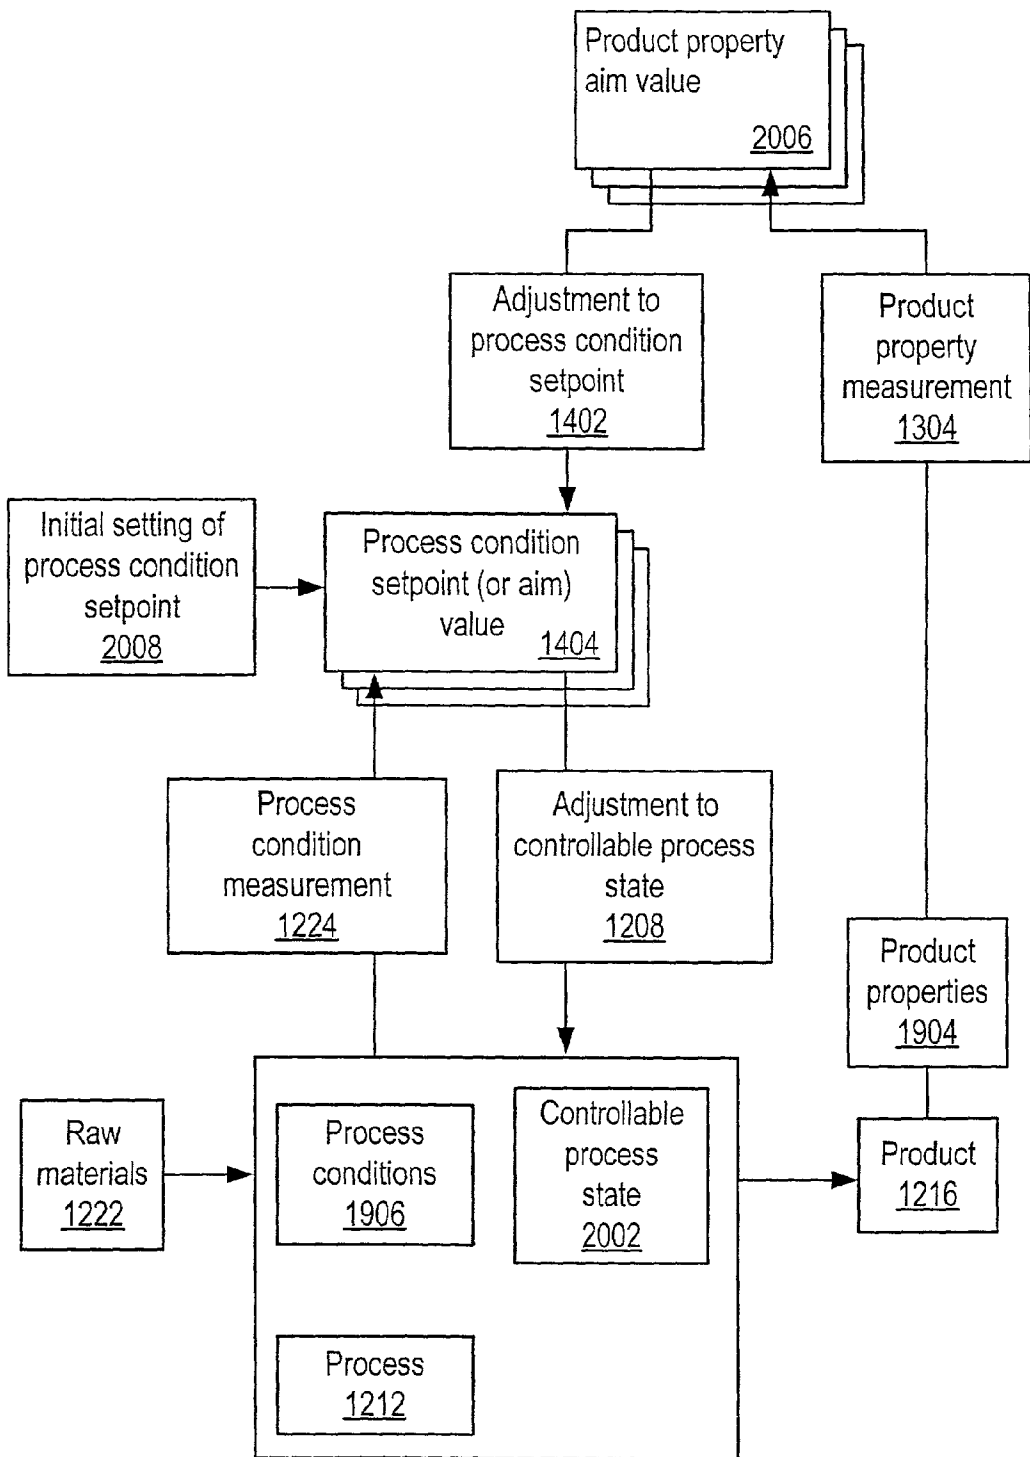 Product property
aim value
2006
Adjustment to
process condition
setpoint
1402
Product
property
measurement
1304
Initial setting of
process condition
setpoint
2008
Process condition
setpoint (or aim)
value
1404
Process
condition
measurement
1224
Adjustment to
controllable process
state
1208
Product
properties
1904
Raw
materials
1222
Process
conditions
1906
Controllable
process
state
2002
Product
1216
Process
1212